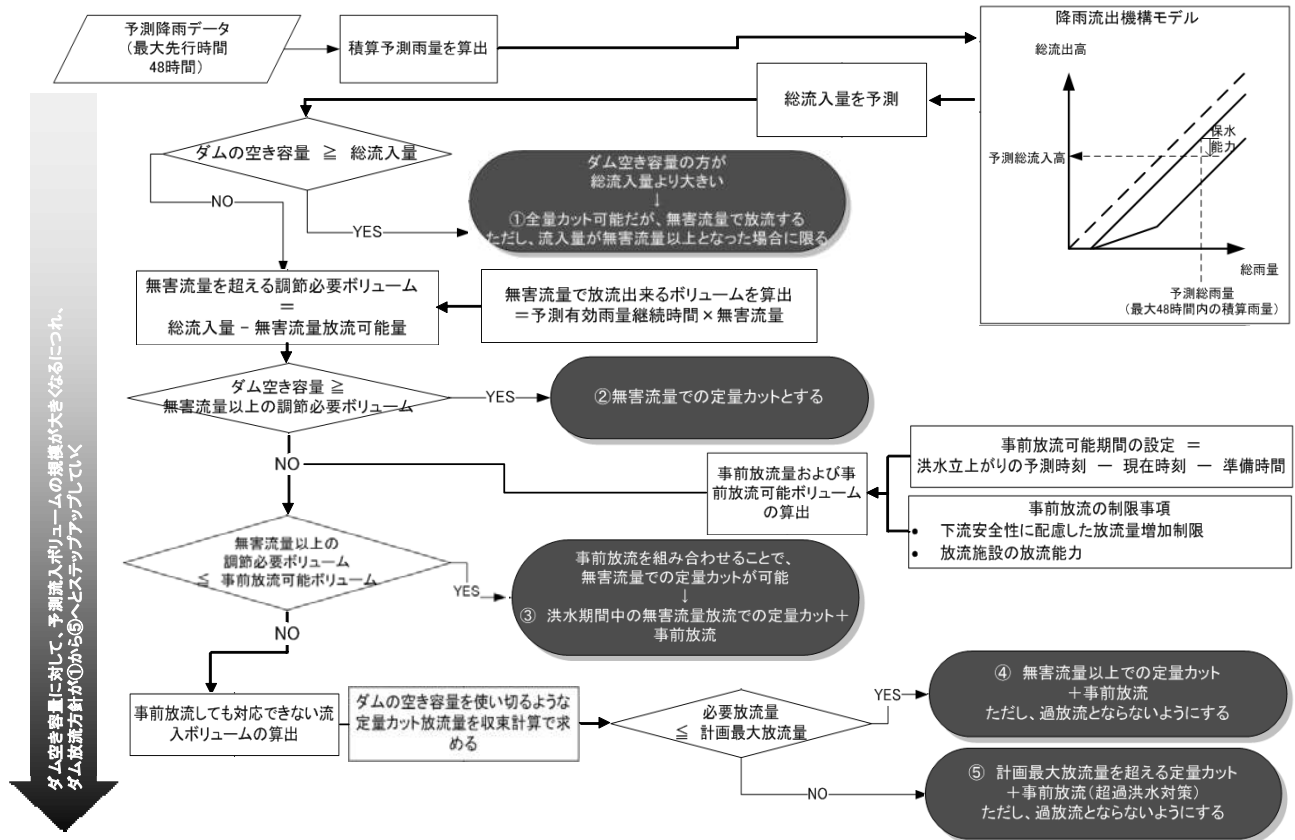 予測降雨データ
(最大先行時間
48時間)
積算予測雨量を算出
降雨流出機構モデル
総流出高
保水
能力
予測総流入高
総雨量
予測総雨量
(最大48時間内の積算雨量)
総流入量を予測
ダムの空き容量 ≧ 総流入量
NO
YES
ダム空き容量の方が
総流入量より大きい
↓
①全量カット可能だが、無害流量で放流する
ただし、流入量が無害流量以上となった場合に限る
無害流量を超える調節必要ボリューム
＝
総流入量－無害流量放流可能量
無害流量で放流出来るボリュームを算出
＝予測有効雨量継続時間×無害流量
ダム空き容量 ≧
無害流量以上の調節必要ボリューム
YES
②無害流量での定量カットとする
NO
事前放流量および事
前放流可能ボリューム
の算出
事前放流可能期間の設定 ＝
洪水立上がりの予測時刻 － 現在時刻 － 準備時間
事前放流の制限事項
• 下流安全性に配慮した放流量増加制限
• 放流施設の放流能力
無害流量以上の
調節必要ボリューム
≦ 事前放流可能ボリューム
YES
事前放流を組み合わせることで、
無害流量での定量カットが可能
↓
③ 洪水期間中の無害流量放流での定量カット＋
事前放流
NO
事前放流しても対応できない流
入ボリュームの算出
ダムの空き容量を使い切るような
定量カット放流量を収束計算で求
める
必要放流量
≦ 計画最大放流量
YES
④ 無害流量以上での定量カット
＋事前放流
ただし、過放流とならないようにする
NO
⑤ 計画最大放流量を超える定量カット
＋事前放流(超過洪水対策)
ただし、過放流とならないようにする
ダム空き容量に対して、予測流入ボリュームの規模が大きくなるにつれ、
ダム放流方針が①から⑤へとステップアップしていく